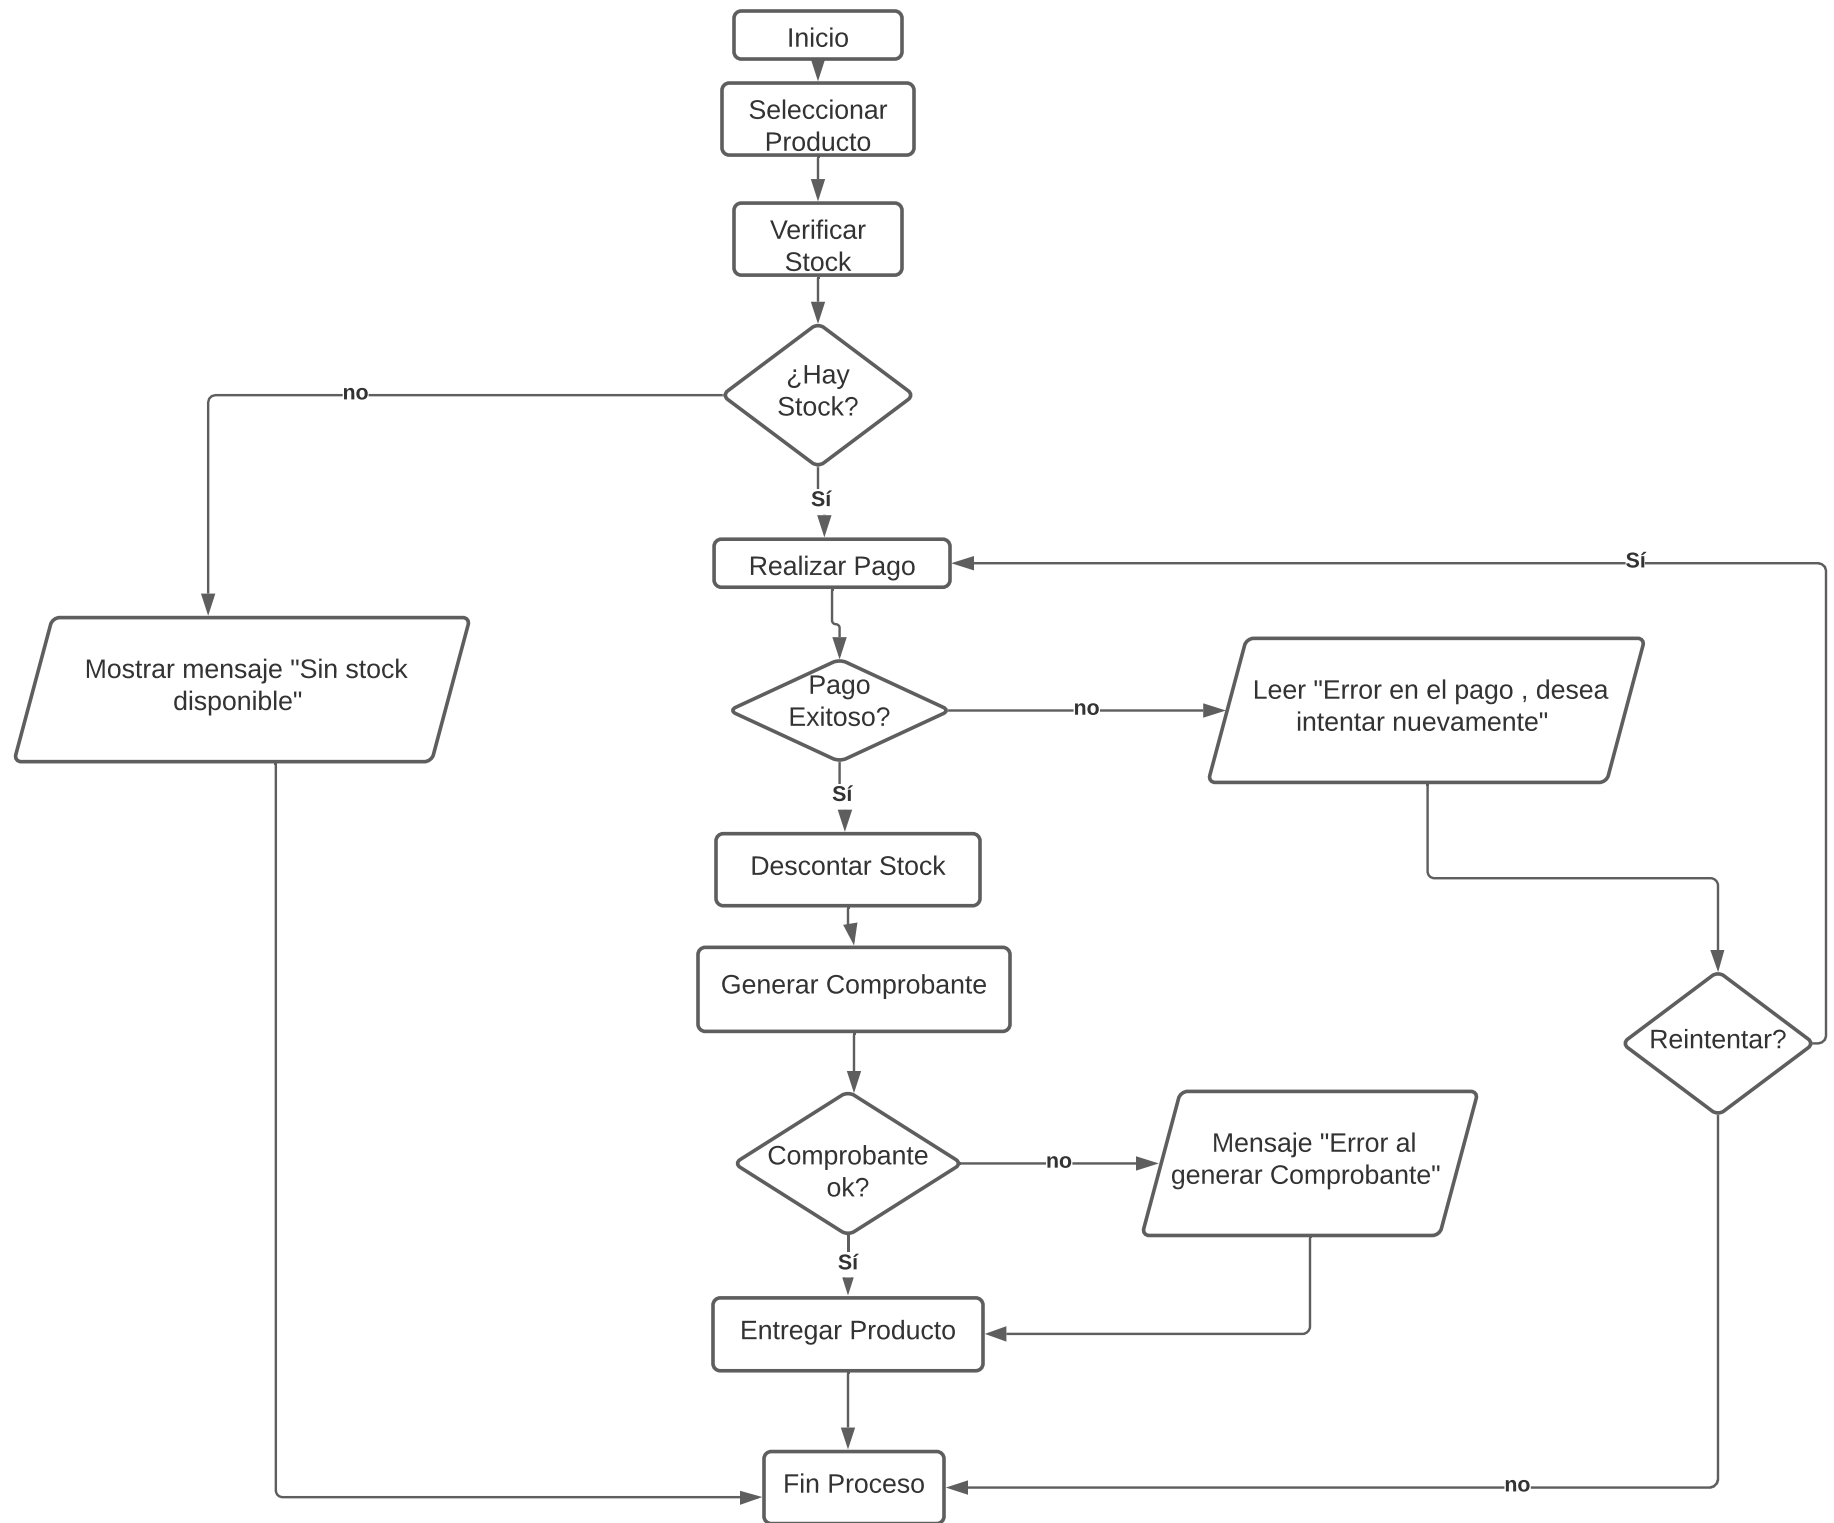 Inicio
Seleccionar
Producto
Verificar
Stock
¿Hay
Stock?
no
Sí
Realizar Pago
Sí
Mostrar mensaje "Sin stock
disponible"
Pago
Exitoso?
no
Leer "Error en el pago , desea
intentar nuevamente"
Sí
Descontar Stock
Generar Comprobante
Reintentar?
Comprobante
ok?
no
Mensaje "Error al
generar Comprobante"
Sí
Entregar Producto
Fin Proceso
no